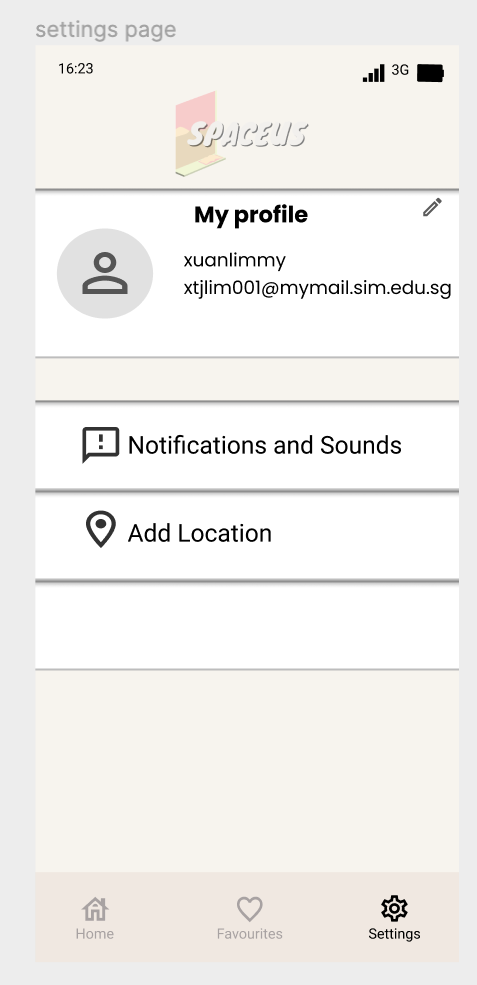 settings page
16:23
3G
SPACEUS
My profile
xuanlimmy
xtjlim001@mymail.sim.edu.sg
Notifications and Sounds
Add Location
Home
Favourites
Settings